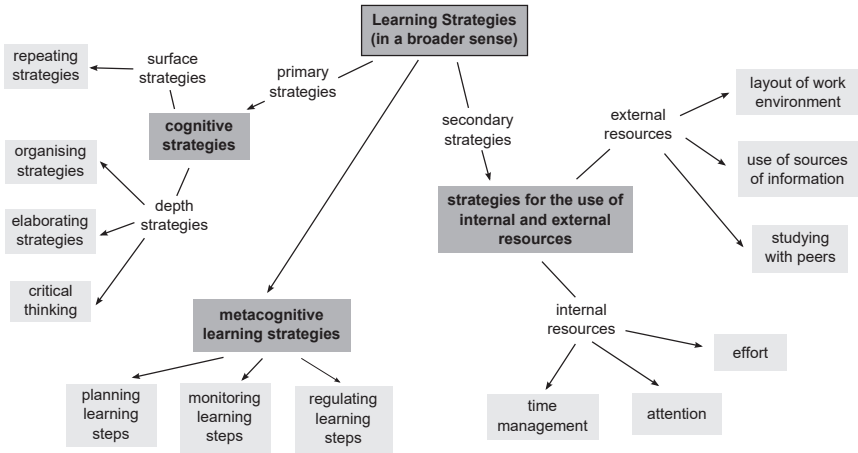 Learning Strategies
(in a broader sense)
primary
strategies
surface
strategies
repeating
strategies
cognitive
strategies
organising
strategies
depth
strategies
elaborating
strategies
critical
thinking
metacognitive
learning strategies
planning
learning
steps
monitoring
learning
steps
regulating
learning
steps
secondary
strategies
strategies for the use of
internal and external
resources
external
resources
layout of work
environment
use of sources
of information
studying
with peers
internal
resources
effort
attention
time
management